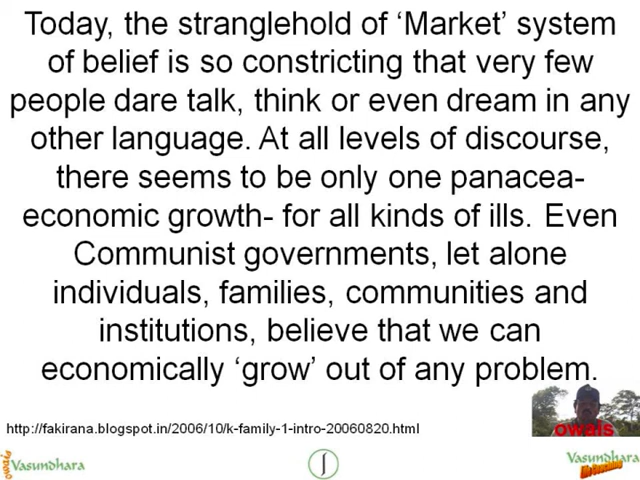 Today, the stranglehold of ‘Market’ system
of belief is so constricting that very few
people dare talk, think or even dream in any
other language. At all levels of discourse,
there seems to be only one panacea-
economic growth- for all kinds of ills. Even
Communist governments, let alone
individuals, families, communities and
institutions, believe that we can
economically ‘grow’ out of any problem.
owais
http://fakirana.blogspot.in/2006/10/k-family-1-intro-20060820.html
owais
Vasundhara
Vasundhara
Life Coaching